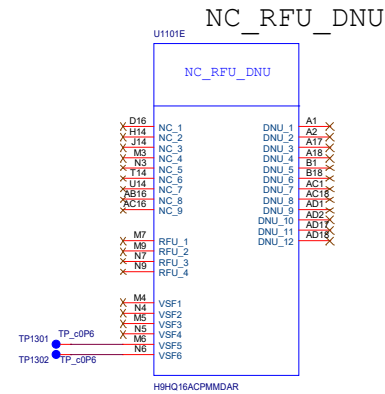 NC_RFU_DNU
U1101E
NC_RFU_DNU
D16 NC_1 DNU_1 A1
H14 NC_2 DNU_2 A2
J14 NC_3 DNU_3 A17
M3 NC_4 DNU_4 A18
N3 NC_5 DNU_5 B1
T14 NC_6 DNU_6 B18
U14 NC_7 DNU_7 AC1
AB16 NC_8 DNU_8 AC18
AC16 NC_9 DNU_9 AD1
DNU_10 AD2
DNU_11 AD17
DNU_12 AD18
M7 RFU_1
M9 RFU_2
N7 RFU_3
N9 RFU_4
M4 VSF1
N4 VSF2
M5 VSF3
N5 VSF4
TP1301 TP_c0P6 M6 VSF5
TP1302 TP_c0P6 N6 VSF6
H9HQ16ACPMMDAR